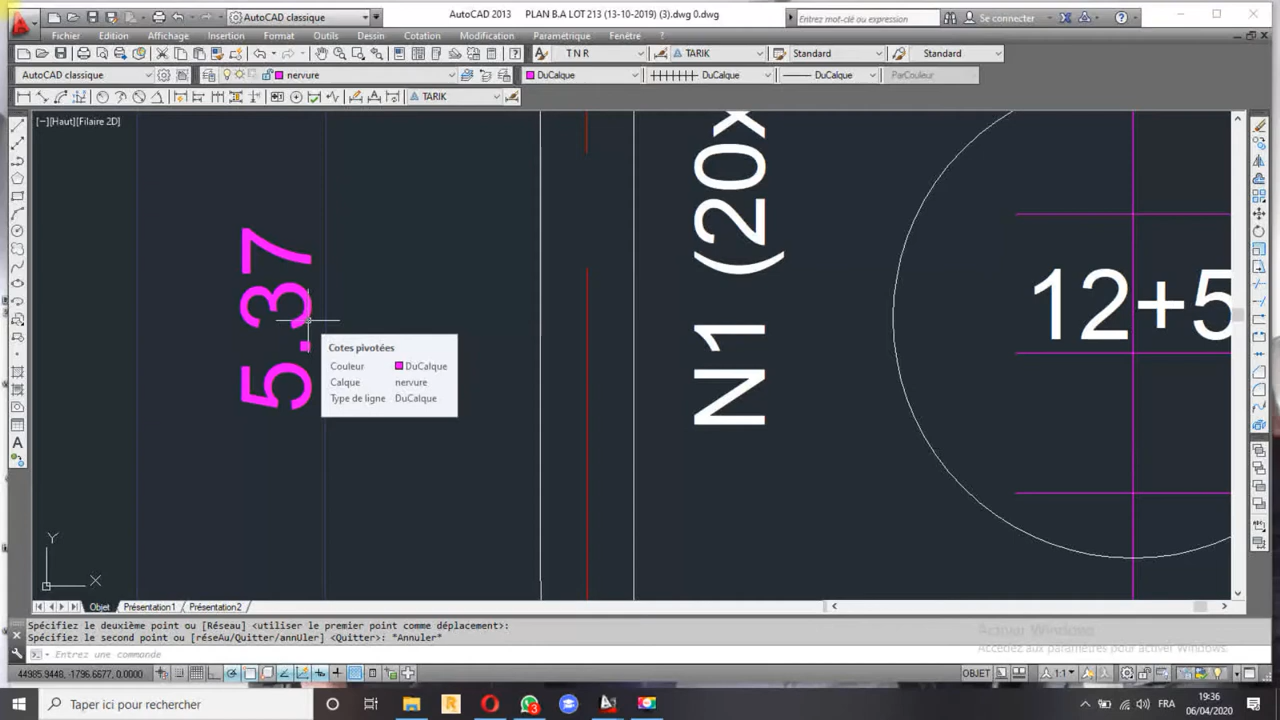 AutoCAD classique
AutoCAD 2013 PLAN B.A LOT 213 (13-10-2019) (3).dwg 0.dwg
Entrez mot-clé ou expression
Se connecter
Fichier Edition Affichage Insertion Format Outils Dessin Cotation Modification Paramétrique Fenêtre
T N R TARIK Standard Standard
AutoCAD classique nervure DuCalque DuCalque DuCalque ParCouleur
TARIK
[−][Haut][Filaire 2D]
5.37
N1 (20x
12+5
Cotes pivotées
Couleur DuCalque
Calque nervure
Type de ligne DuCalque
Y
X
Objet Présentation1 Présentation2
Spécifiez le deuxième point ou [Réseau] <utiliser le premier point comme déplacement>:
Spécifiez le second point ou [réseAu/Quitter/annUler] <Quitter>: *Annuler*
Entrez une commande
Activer Windows
Accédez aux paramètres pour activer Windows.
44985.9448, -1796.6677, 0.0000
OBJET
1:1
Taper ici pour rechercher
FRA
19:36
06/04/2020